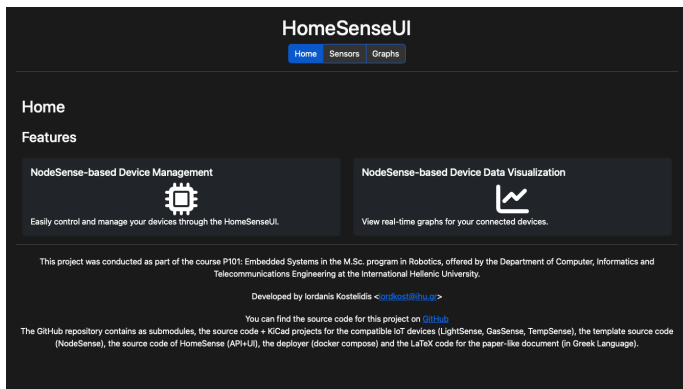 HomeSenseUI
Home Sensors Graphs
Home
Features
NodeSense-based Device Management
Easily control and manage your devices through the HomeSenseUI.
NodeSense-based Device Data Visualization
View real-time graphs for your connected devices.
This project was conducted as part of the course P101: Embedded Systems in the M.Sc. program in Robotics, offered by the Department of Computer, Informatics and
Telecommunications Engineering at the International Hellenic University.
Developed by Iordanis Kostelidis <iordkost@ihu.gr>
You can find the source code for this project on GitHub
The GitHub repository contains as submodules, the source code + KiCad projects for the compatible IoT devices (LightSense, GasSense, TempSense), the template source code
(NodeSense), the source code of HomeSense (API+UI), the deployer (docker compose) and the LaTeX code for the paper-like document (in Greek Language).